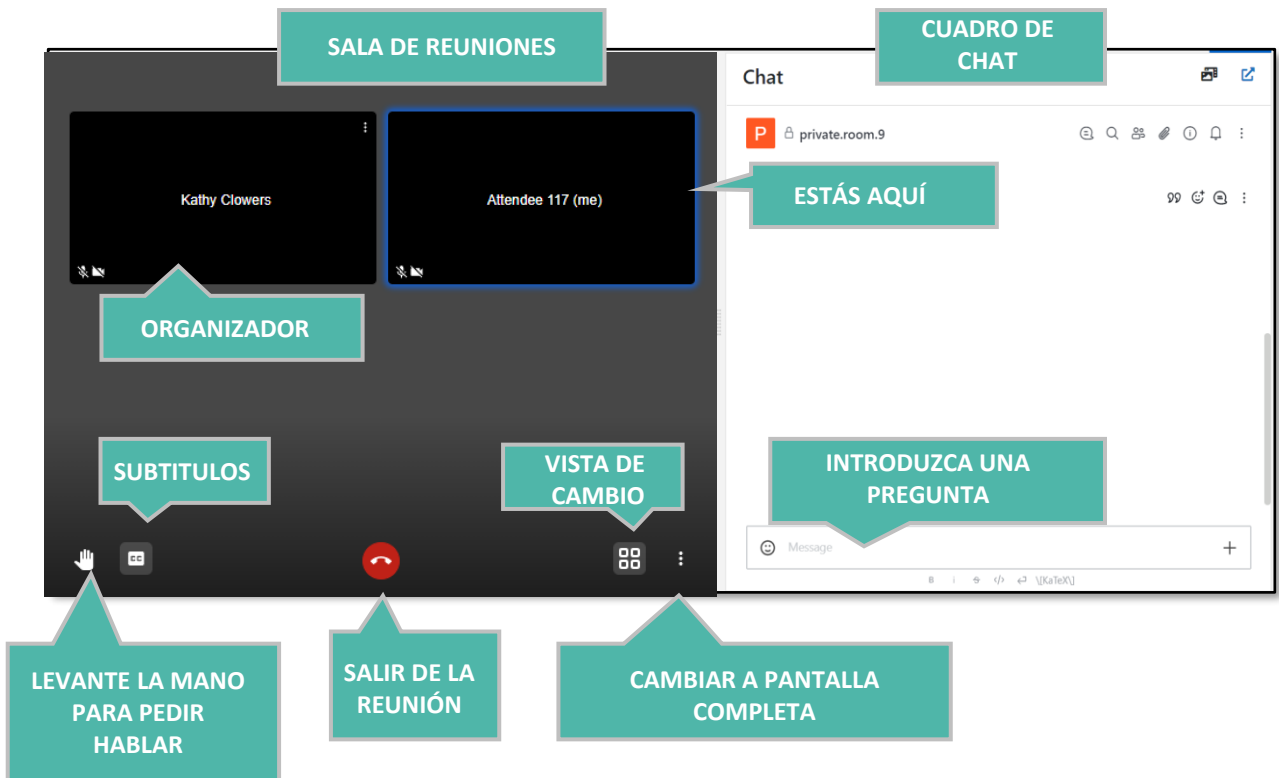 SALA DE REUNIONES
CUADRO DE
CHAT
Chat
P
private.room.9
Kathy Clowers
Attendee 117 (me)
ESTÁS AQUÍ
ORGANIZADOR
SUBTITULOS
VISTA DE
CAMBIO
INTRODUZCA UNA
PREGUNTA
CC
Message
B i S </> \[KaTeX\]
LEVANTE LA MANO
PARA PEDIR
HABLAR
SALIR DE LA
REUNIÓN
CAMBIAR A PANTALLA
COMPLETA